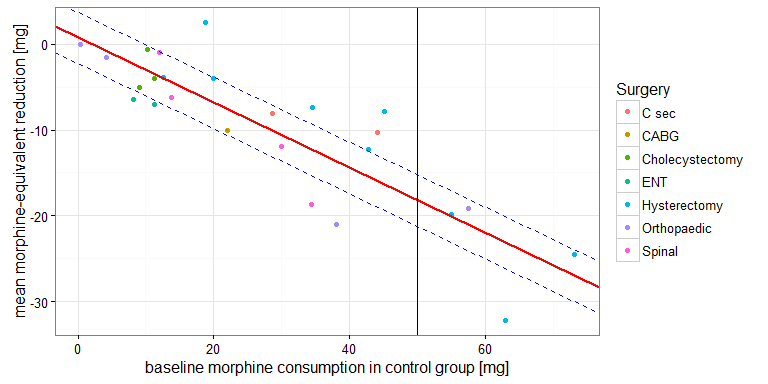 mean morphine-equivalent reduction [mg]
0
-10
-20
-30
0 20 40 60
baseline morphine consumption in control group [mg]
Surgery
C sec
CABG
Cholecystectomy
ENT
Hysterectomy
Orthopaedic
Spinal